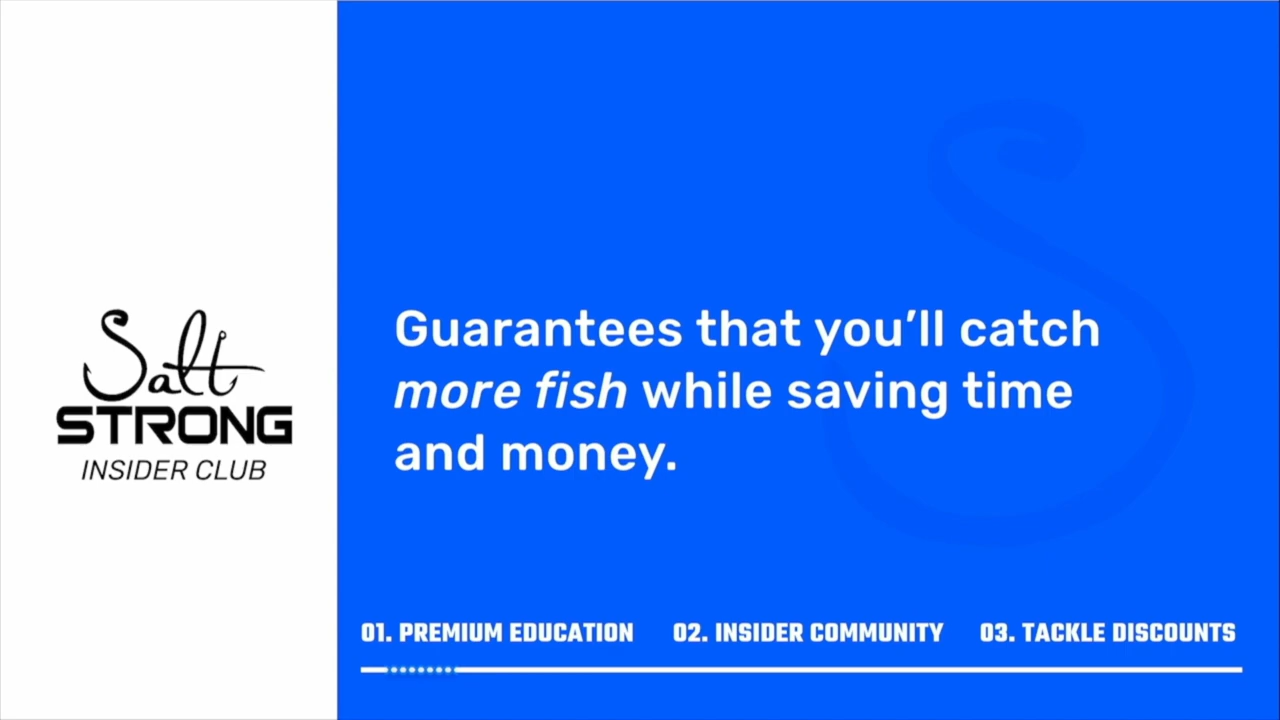 Salt
STRONG
INSIDER CLUB
Guarantees that you’ll catch
more fish while saving time
and money.
01. PREMIUM EDUCATION 02. INSIDER COMMUNITY 03. TACKLE DISCOUNTS